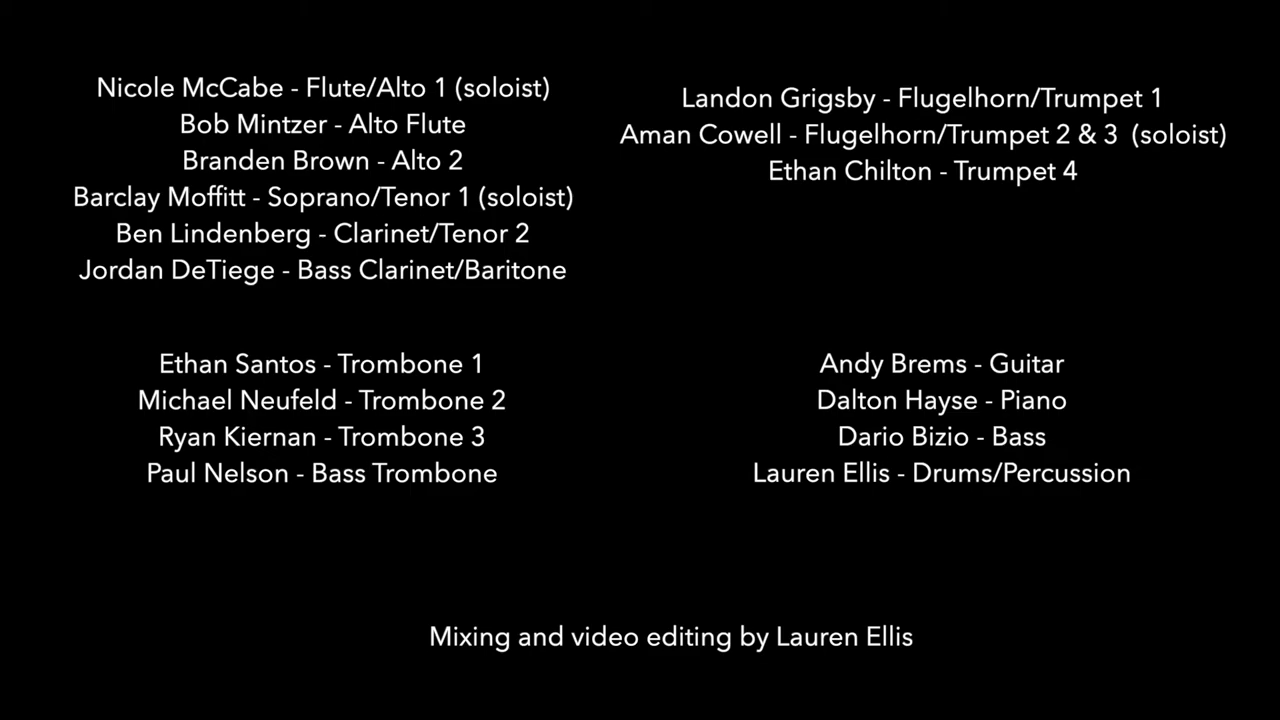 Nicole McCabe - Flute/Alto 1 (soloist)
Bob Mintzer - Alto Flute
Branden Brown - Alto 2
Barclay Moffitt - Soprano/Tenor 1 (soloist)
Ben Lindenberg - Clarinet/Tenor 2
Jordan DeTiege - Bass Clarinet/Baritone
Landon Grigsby - Flugelhorn/Trumpet 1
Aman Cowell - Flugelhorn/Trumpet 2 & 3  (soloist)
Ethan Chilton - Trumpet 4
Ethan Santos - Trombone 1
Michael Neufeld - Trombone 2
Ryan Kiernan - Trombone 3
Paul Nelson - Bass Trombone
Andy Brems - Guitar
Dalton Hayse - Piano
Dario Bizio - Bass
Lauren Ellis - Drums/Percussion
Mixing and video editing by Lauren Ellis